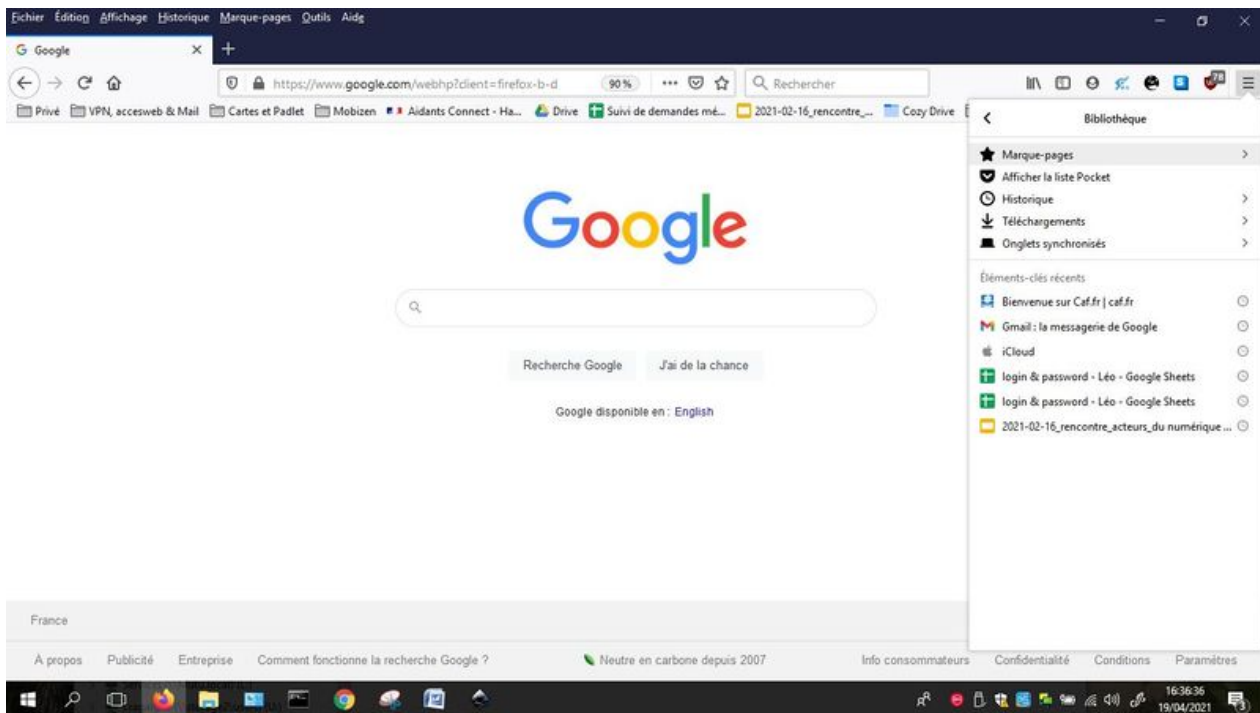 Fichier Édition Affichage Historique Marque-pages Outils Aide
Google
https://www.google.com/webhp?client=firefox-b-d 90% Rechercher 78
Privé VPN, accesweb & Mail Cartes et Padlet Mobizen Aidants Connect - Ha... Drive Suivi de demandes mé... 2021-02-16_rencontre_... Cozy Drive
Bibliothèque
Marque-pages
Afficher la liste Pocket
Historique
Téléchargements
Onglets synchronisés
Éléments-clés récents
Bienvenue sur Caf.fr | caf.fr
Gmail : la messagerie de Google
iCloud
login & password - Léo - Google Sheets
login & password - Léo - Google Sheets
2021-02-16_rencontre_acteurs_du numérique ...
Google
Recherche Google J'ai de la chance
Google disponible en : English
France
À propos Publicité Entreprise Comment fonctionne la recherche Google ? Neutre en carbone depuis 2007 Info consommateurs Confidentialité Conditions Paramètres
16:36:36
19/04/2021